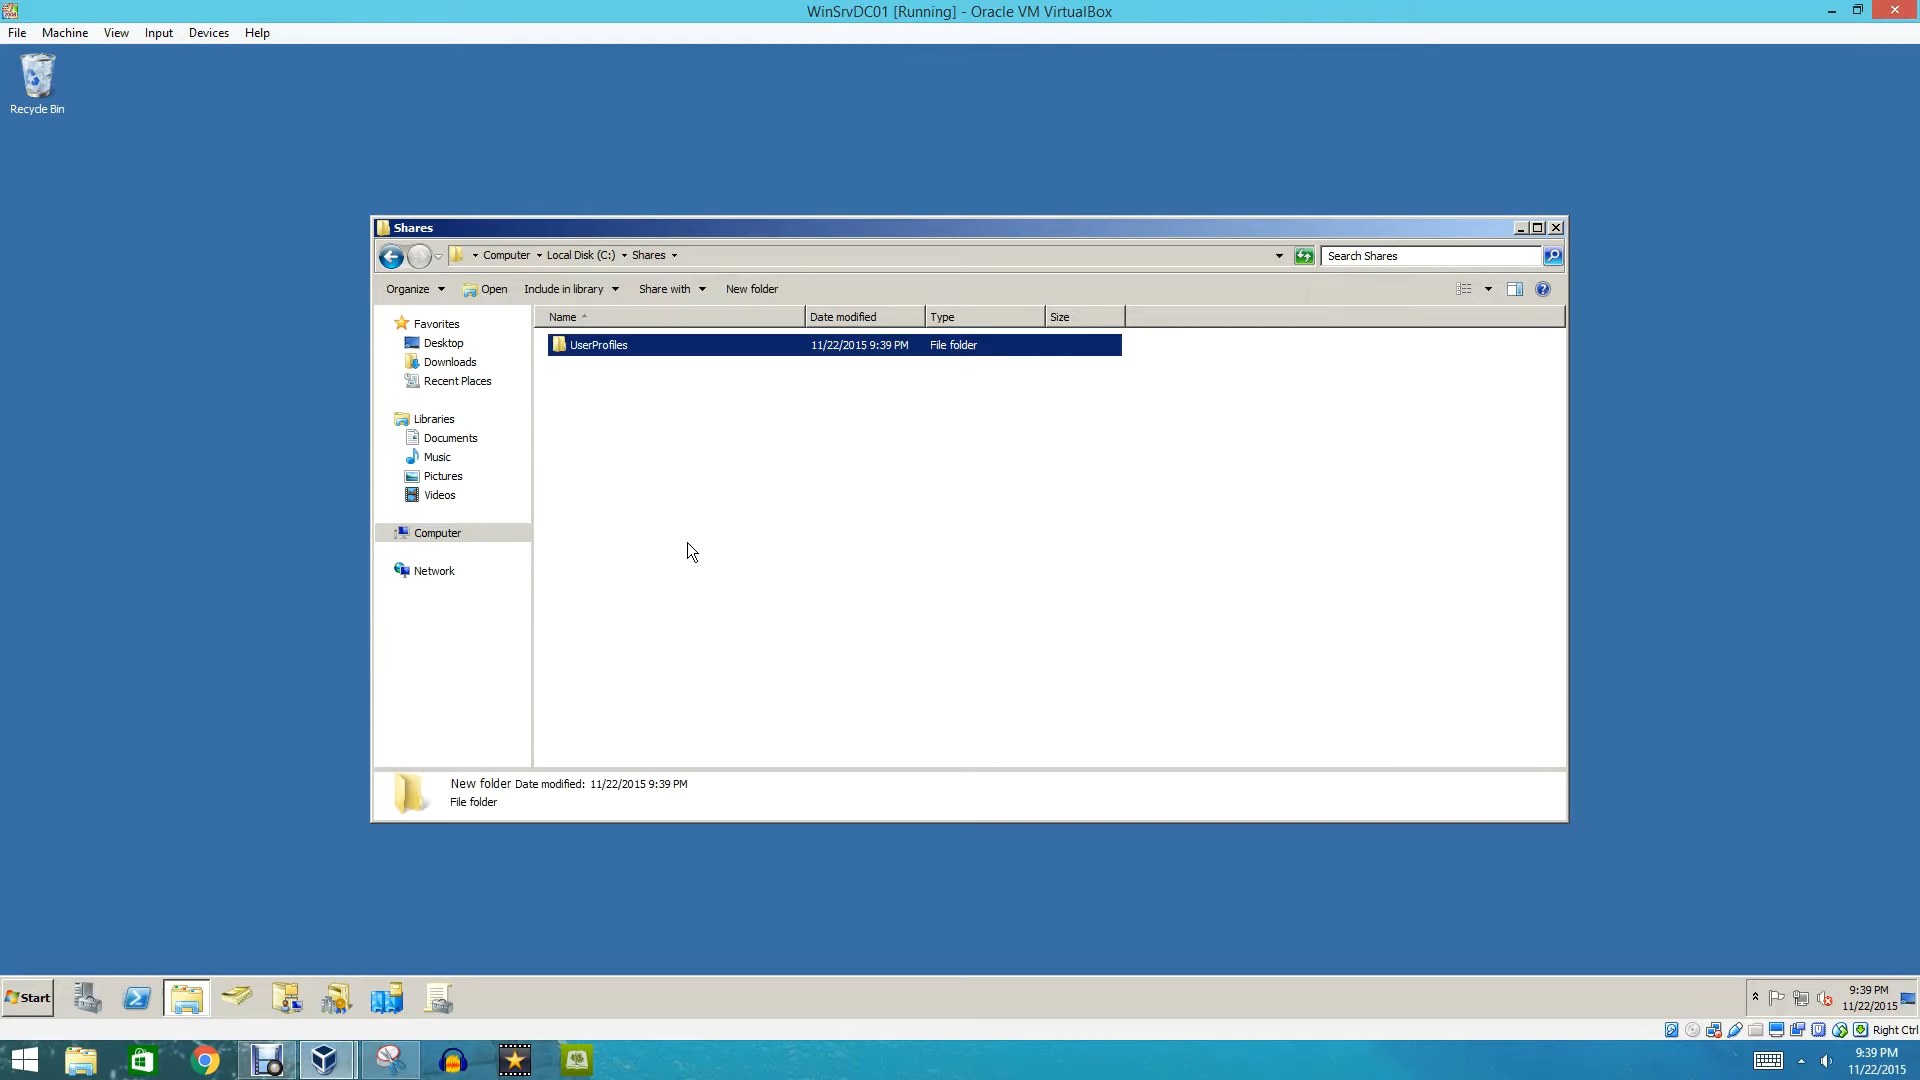 WinSrvDC01 [Running] - Oracle VM VirtualBox
File Machine View Input Devices Help
Recycle Bin
Shares
Computer Local Disk (C:) Shares
Search Shares
Organize Open Include in library Share with New folder
Name Date modified Type Size
UserProfiles 11/22/2015 9:39 PM File folder
Favorites
Desktop
Downloads
Recent Places
Libraries
Documents
Music
Pictures
Videos
Computer
Network
New folder Date modified: 11/22/2015 9:39 PM
File folder
Start
9:39 PM
11/22/2015
Right Ctrl
9:39 PM
11/22/2015